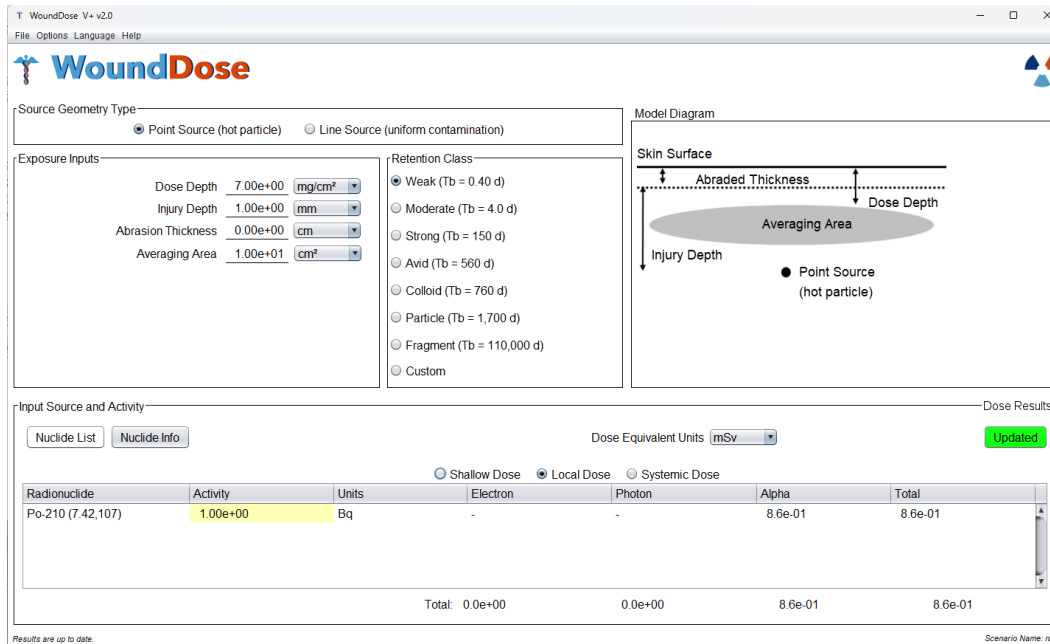 WoundDose V+ v2.0
File Options Language Help
WoundDose
Source Geometry Type
Point Source (hot particle) Line Source (uniform contamination)
Exposure Inputs
Dose Depth 7.00e+00 mg/cm²
Injury Depth 1.00e+00 mm
Abrasion Thickness 0.00e+00 cm
Averaging Area 1.00e+01 cm²
Retention Class
Weak (Tb = 0.40 d)
Moderate (Tb = 4.0 d)
Strong (Tb = 150 d)
Avid (Tb = 560 d)
Colloid (Tb = 760 d)
Particle (Tb = 1,700 d)
Fragment (Tb = 110,000 d)
Custom
Model Diagram
Skin Surface
Abraded Thickness
Dose Depth
Averaging Area
Injury Depth
Point Source
(hot particle)
Input Source and Activity Dose Results
Nuclide List Nuclide Info Dose Equivalent Units mSv Updated
Shallow Dose Local Dose Systemic Dose
Radionuclide Activity Units Electron Photon Alpha Total
Po-210 (7.42,107) 1.00e+00 Bq - - 8.6e-01 8.6e-01
Total: 0.0e+00 0.0e+00 8.6e-01 8.6e-01
Results are up to date. Scenario Name: